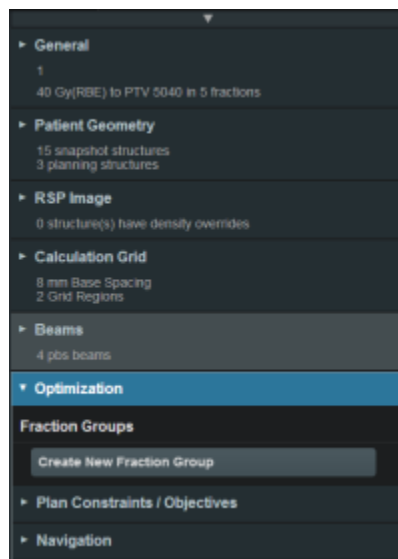 General
1
40 Gy(RBE) to PTV 5040 in 5 fractions
Patient Geometry
15 snapshot structures
3 planning structures
RSP Image
0 structure(s) have density overrides
Calculation Grid
8 mm Base Spacing
2 Grid Regions
Beams
4 pbs beams
Optimization
Fraction Groups
Create New Fraction Group
Plan Constraints / Objectives
Navigation